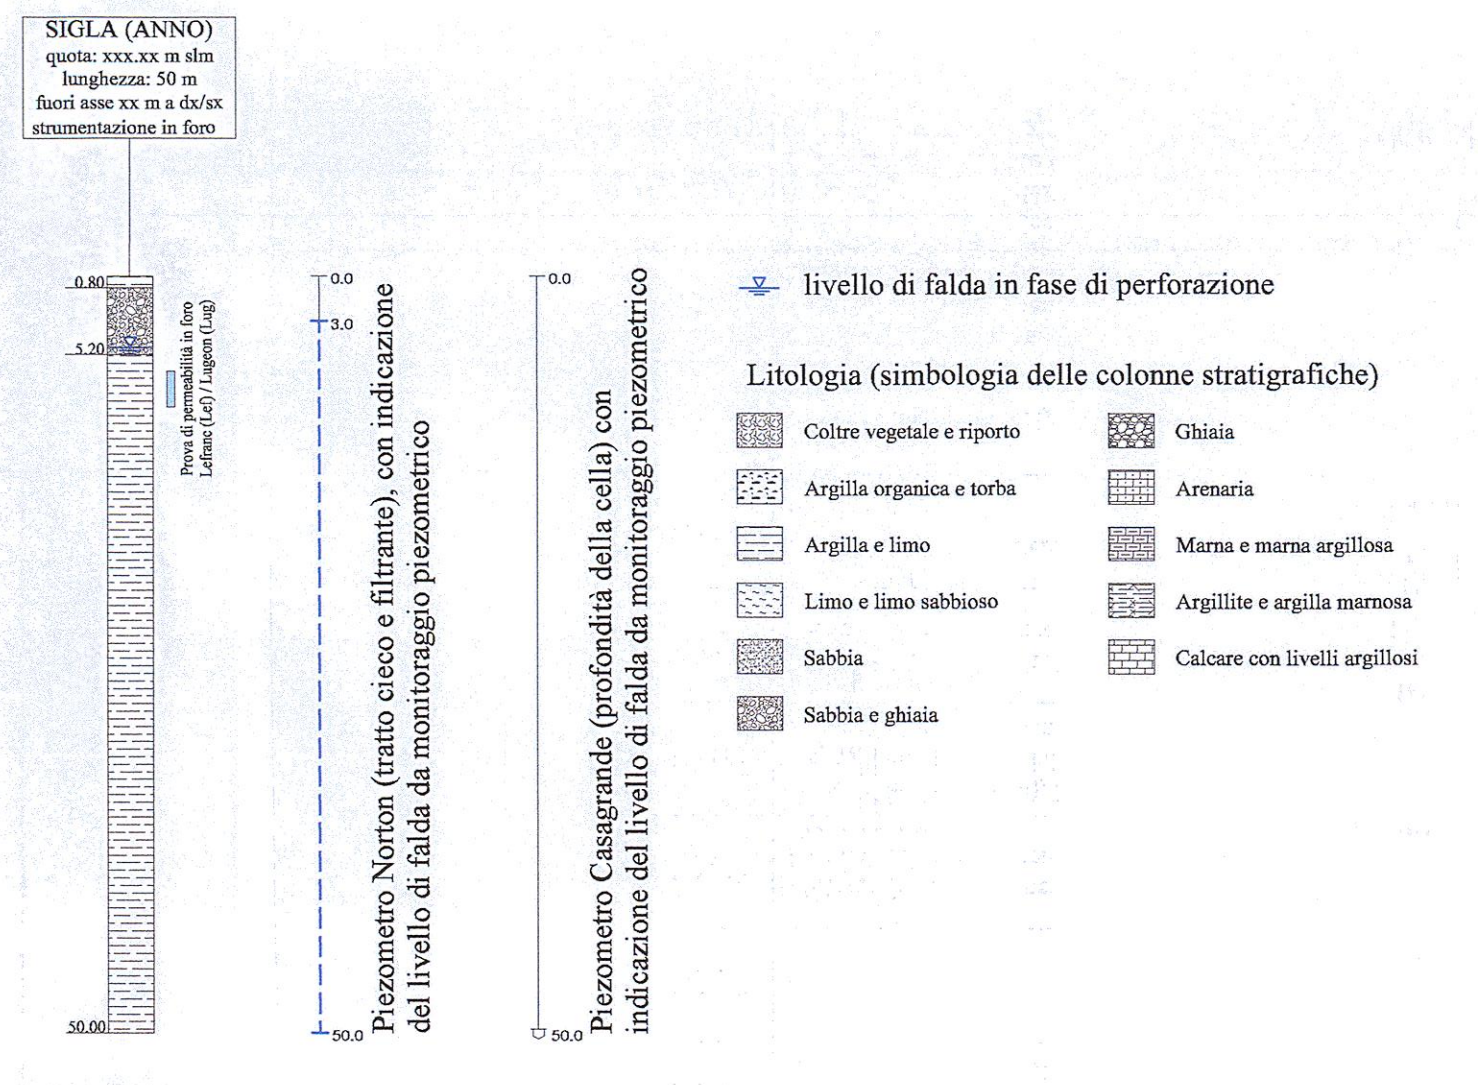 SIGLA (ANNO)
quota: xxx.xx m slm
lunghezza: 50 m
fuori asse xx m a dx/sx
strumentazione in foro
0.80
5.20
50.00
Prova di permeabilità in foro
Lefranc (Lef) / Lugeon (Lug)
0.0
3.0
50.0
Piezometro Norton (tratto cieco e filtrante), con indicazione
del livello di falda da monitoraggio piezometrico
0.0
50.0
Piezometro Casagrande (profondità della cella) con
indicazione del livello di falda da monitoraggio piezometrico
livello di falda in fase di perforazione
Litologia (simbologia delle colonne stratigrafiche)
Coltre vegetale e riporto
Argilla organica e torba
Argilla e limo
Limo e limo sabbioso
Sabbia
Sabbia e ghiaia
Ghiaia
Arenaria
Marna e marna argillosa
Argillite e argilla marnosa
Calcare con livelli argillosi